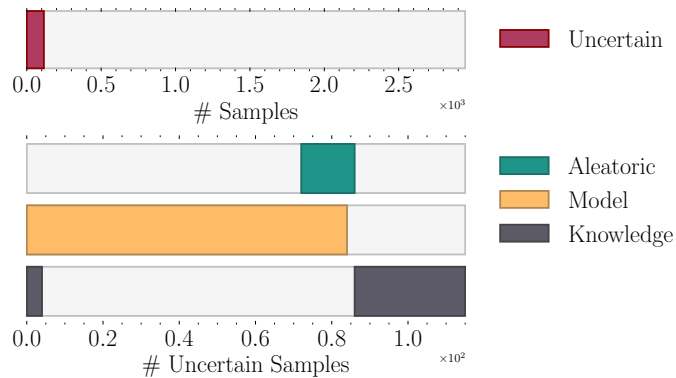 Uncertain
0.0 0.5 1.0 1.5 2.0 2.5
×10³
# Samples
Aleatoric
Model
Knowledge
0.0 0.2 0.4 0.6 0.8 1.0
×10²
# Uncertain Samples